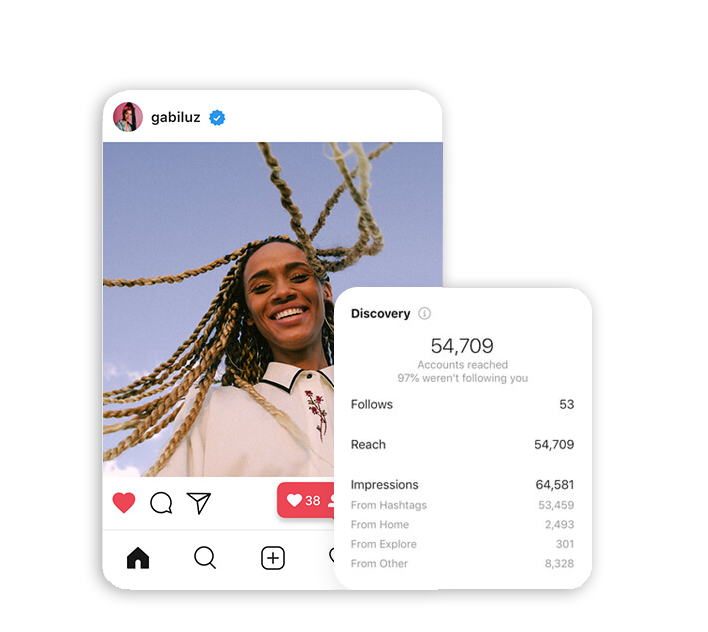 gabiluz
38
Discovery
54,709
Accounts reached
97% weren't following you
Follows 53
Reach 54,709
Impressions 64,581
From Hashtags 53,459
From Home 2,493
From Explore 301
From Other 8,328